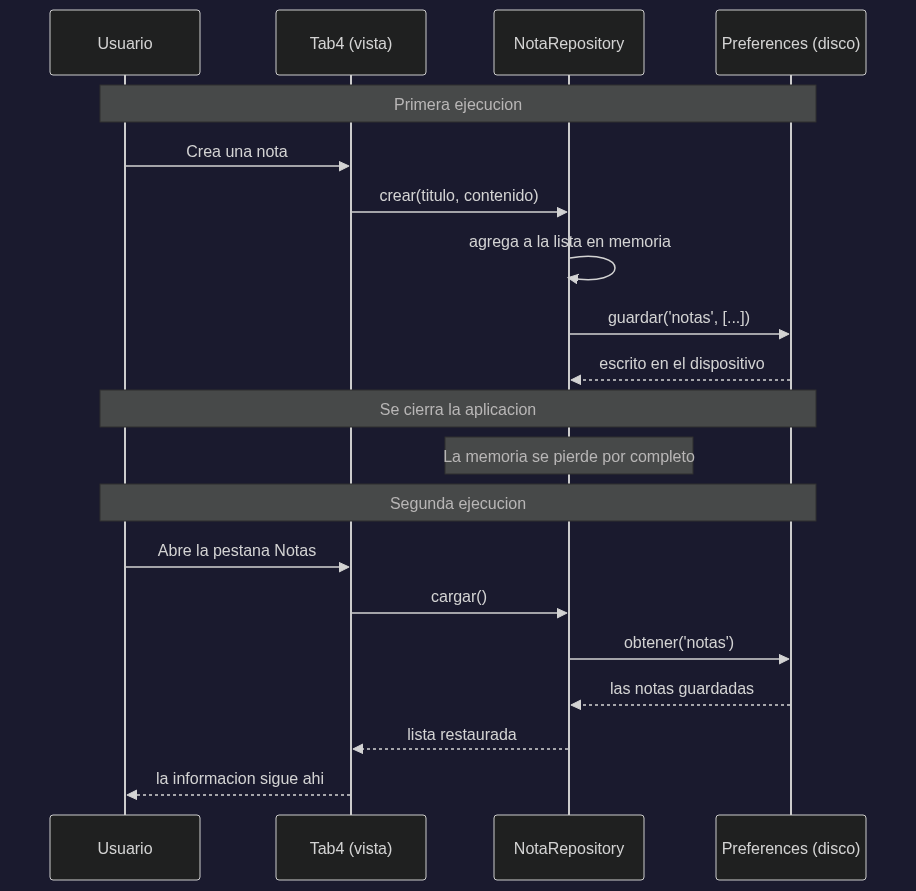 Usuario
Tab4 (vista)
NotaRepository
Preferences (disco)
Primera ejecucion
Crea una nota
crear(titulo, contenido)
agrega a la lista en memoria
guardar('notas', [...])
escrito en el dispositivo
Se cierra la aplicacion
La memoria se pierde por completo
Segunda ejecucion
Abre la pestana Notas
cargar()
obtener('notas')
las notas guardadas
lista restaurada
la informacion sigue ahi
Usuario
Tab4 (vista)
NotaRepository
Preferences (disco)